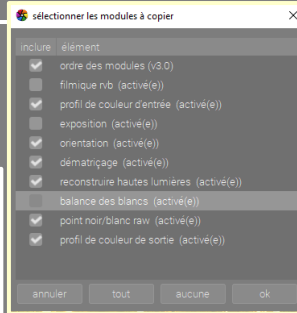 sélectionner les modules à copier
inclure élément
ordre des modules (v3.0)
filmique rvb (activé(e))
profil de couleur d'entrée (activé(e))
exposition (activé(e))
orientation (activé(e))
dématriçage (activé(e))
reconstruire hautes lumières (activé(e))
balance des blancs (activé(e))
point noir/blanc raw (activé(e))
profil de couleur de sortie (activé(e))
annuler tout aucune ok